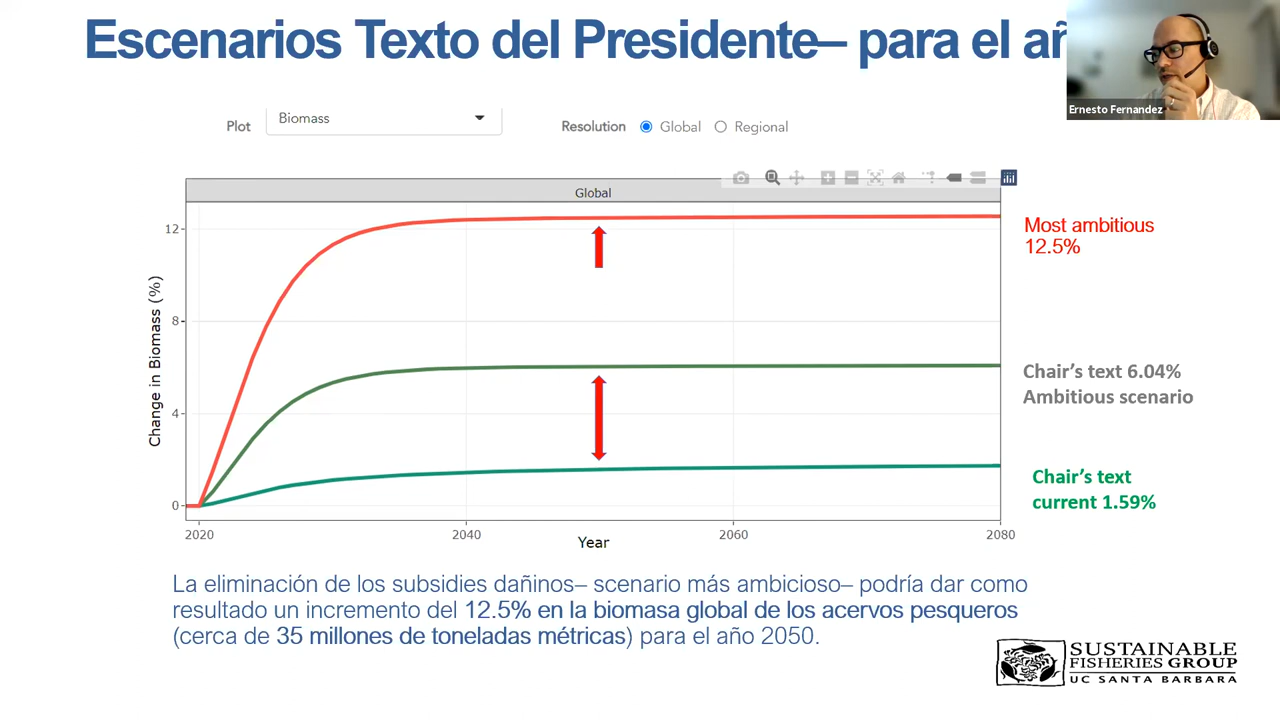 Escenarios Texto del Presidente– para el añ
Ernesto Fernandez
Plot
Biomass
Resolution
Global
Regional
Global
12
8
4
0
Change in Biomass (%)
2020
2040
2060
2080
Year
Most ambitious
12.5%
Chair's text 6.04%
Ambitious scenario
Chair's text
current 1.59%
La eliminación de los subsidies dañinos– scenario más ambicioso– podría dar como
resultado un incremento del 12.5% en la biomasa global de los acervos pesqueros
(cerca de 35 millones de toneladas métricas) para el año 2050.
SUSTAINABLE
FISHERIES GROUP
UC SANTA BARBARA